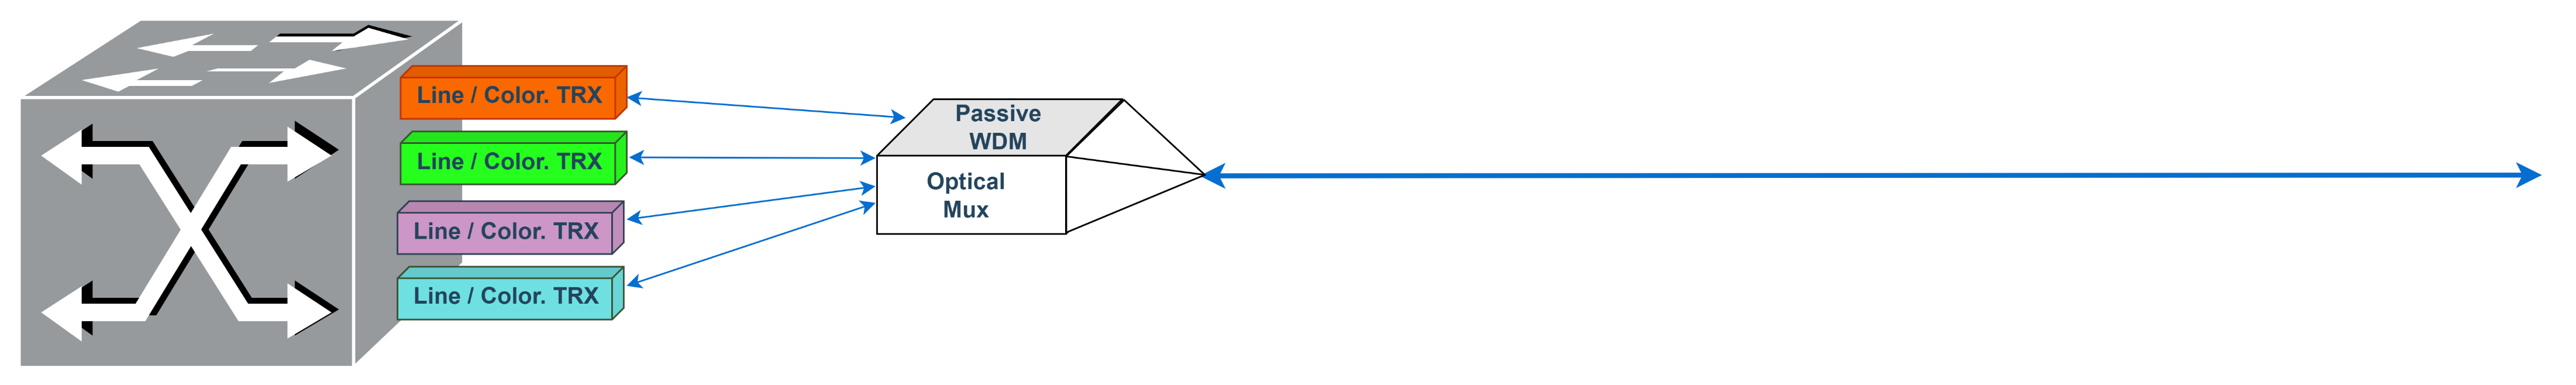 Line / Color. TRX
Line / Color. TRX
Line / Color. TRX
Line / Color. TRX
Passive
WDM
Optical
Mux